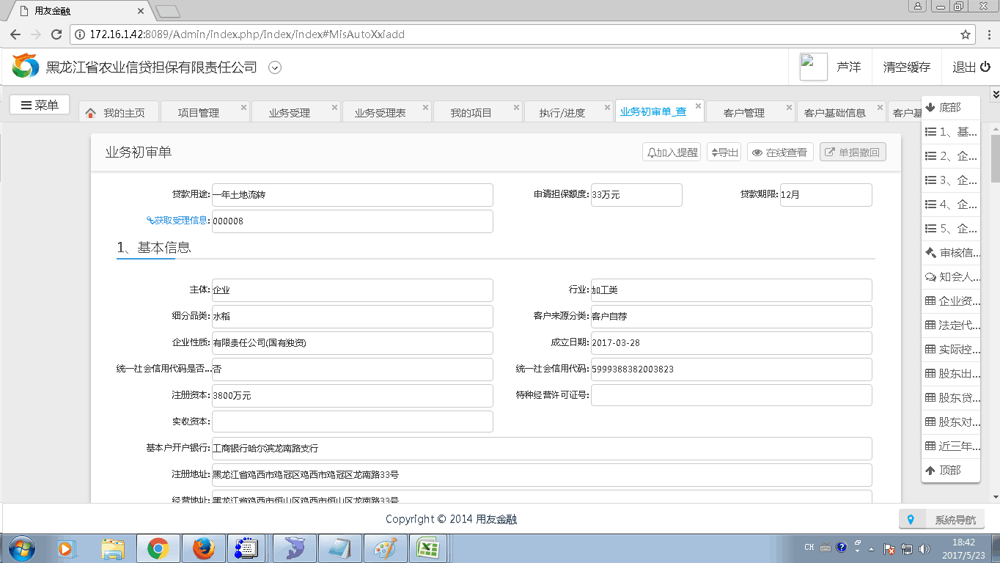 用友金融
172.16.1.42:8089/Admin/index.php/Index/index#MisAutoXxiadd
黑龙江省农业信贷担保有限责任公司
芦洋
清空缓存
退出
菜单
我的主页
项目管理
业务受理
业务受理表
我的项目
执行/进度
业务初审单_查
客户管理
客户基础信息
客户基
业务初审单
加入提醒
导出
在线查看
单据撤回
贷款用途: 一年土地流转
申请担保额度: 33万元
贷款期限: 12月
获取受理信息: 000008
1、基本信息
主体: 企业
行业: 加工类
细分品类: 水稻
客户来源分类: 客户自荐
企业性质: 有限责任公司(国有独资)
成立日期: 2017-03-28
统一社会信用代码是否... 否
统一社会信用代码: 5999388382003823
注册资本: 3800万元
特种经营许可证号:
实收资本:
基本户开户银行: 工商银行哈尔滨龙南路支行
注册地址: 黑龙江省鸡西市鸡冠区鸡西市鸡冠区龙南路33号
经营地址: 黑龙江省鸡西市恒山区鸡西市恒山区龙南路33号
底部
1、基...
2、企...
3、企...
4、企...
5、企...
审核信...
知会人...
企业资...
法定代...
实际控...
股东出...
股东贷...
股东对...
近三年...
顶部
Copyright © 2014 用友金融
系统导航
CH
18:42
2017/5/23